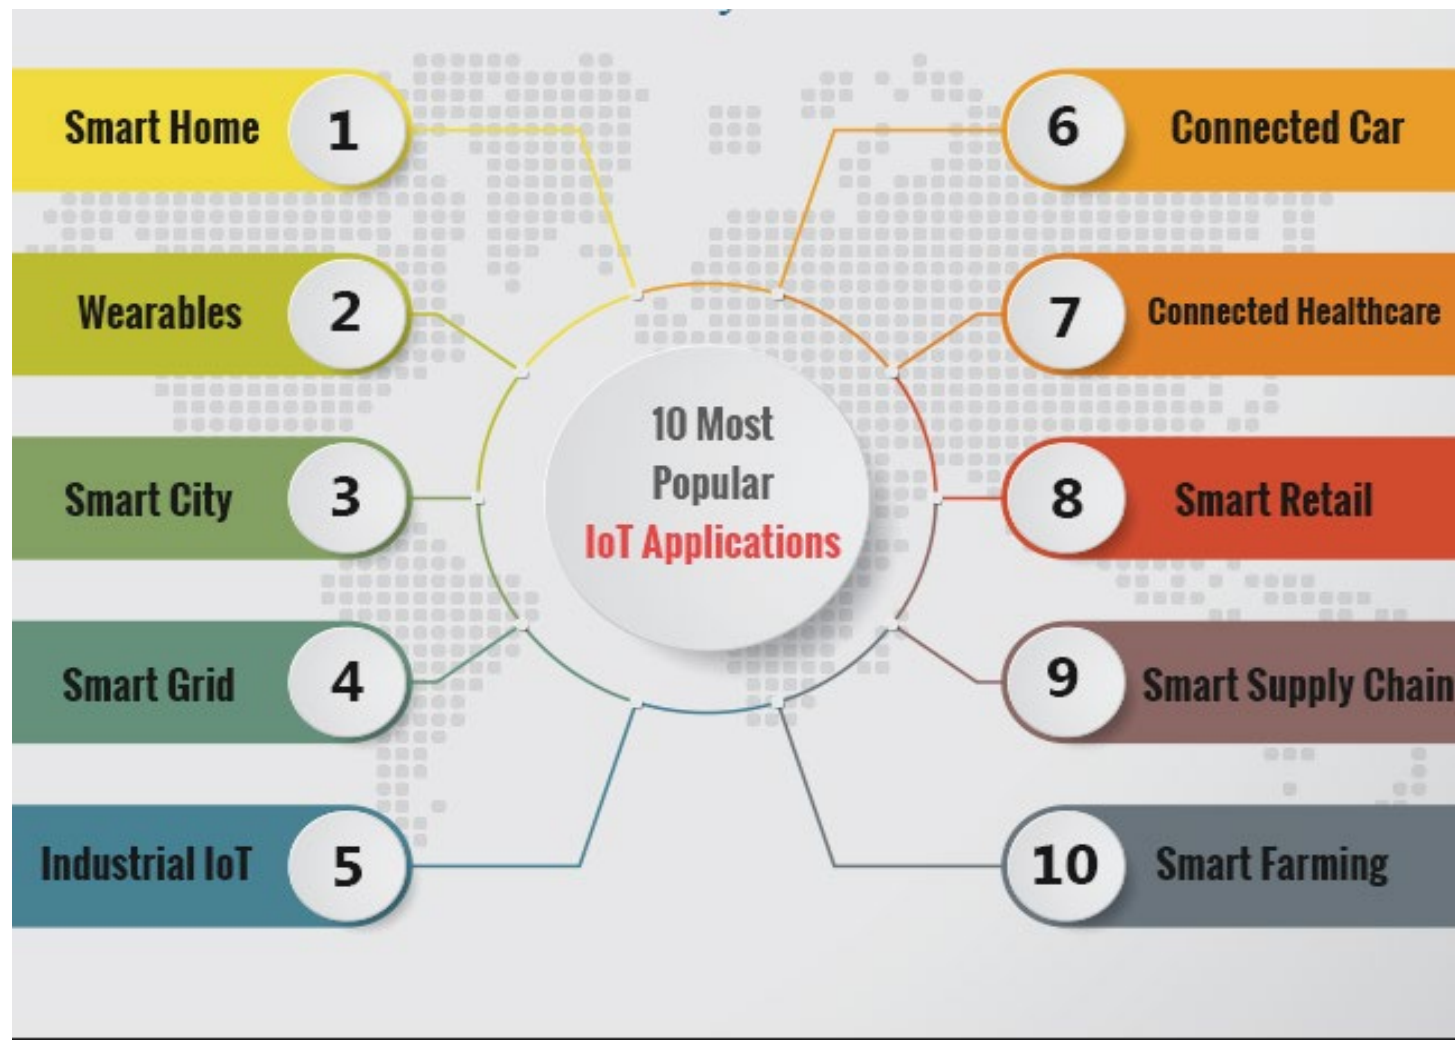 Smart Home 1
Wearables 2
Smart City 3
Smart Grid 4
Industrial IoT 5
10 Most
Popular
IoT Applications
6 Connected Car
7 Connected Healthcare
8 Smart Retail
9 Smart Supply Chain
10 Smart Farming